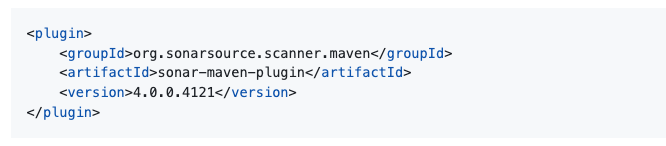 <plugin>
    <groupId>org.sonarsource.scanner.maven</groupId>
    <artifactId>sonar-maven-plugin</artifactId>
    <version>4.0.0.4121</version>
</plugin>